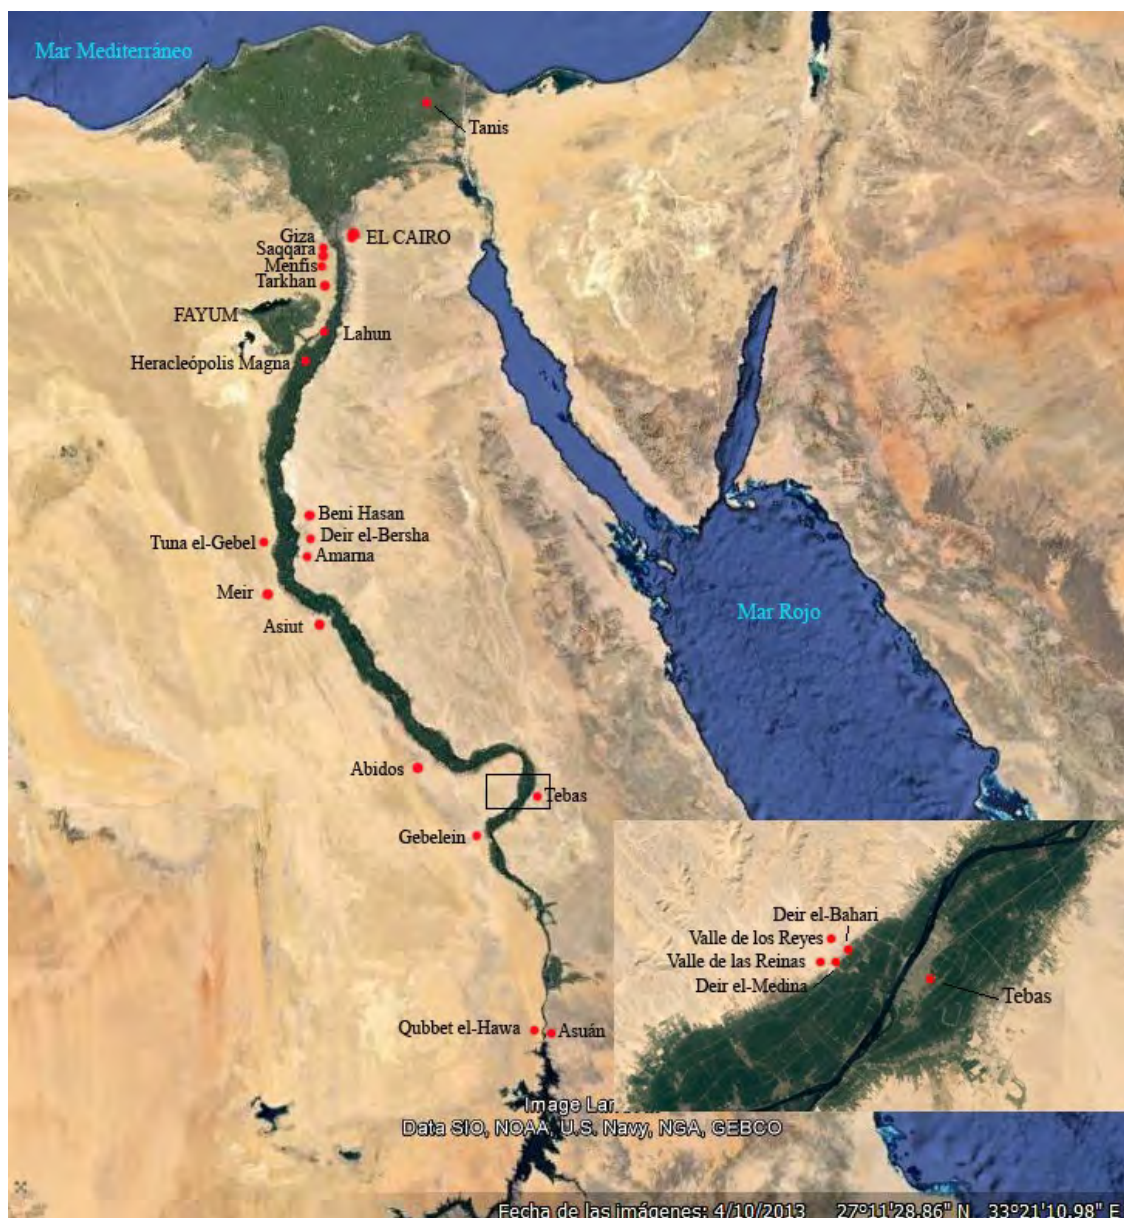 Mar Mediterráneo
Tanis
Giza
EL CAIRO
Saqqara
Menfis
Tarkhan
FAYUM
Lahun
Heracleópolis Magna
Beni Hasan
Deir el-Bersha
Tuna el-Gebel
Amarna
Meir
Mar Rojo
Asiut
Abidos
Tebas
Gebelein
Deir el-Bahari
Valle de los Reyes
Valle de las Reinas
Deir el-Medina
Tebas
Qubbet el-Hawa
Asuán
Image
Data SIO, NOAA, U.S. Navy, NGA, GEBCO
Fecha de las imágenes: 4/10/2013 27°11'28.86" N 33°21'10.98" E